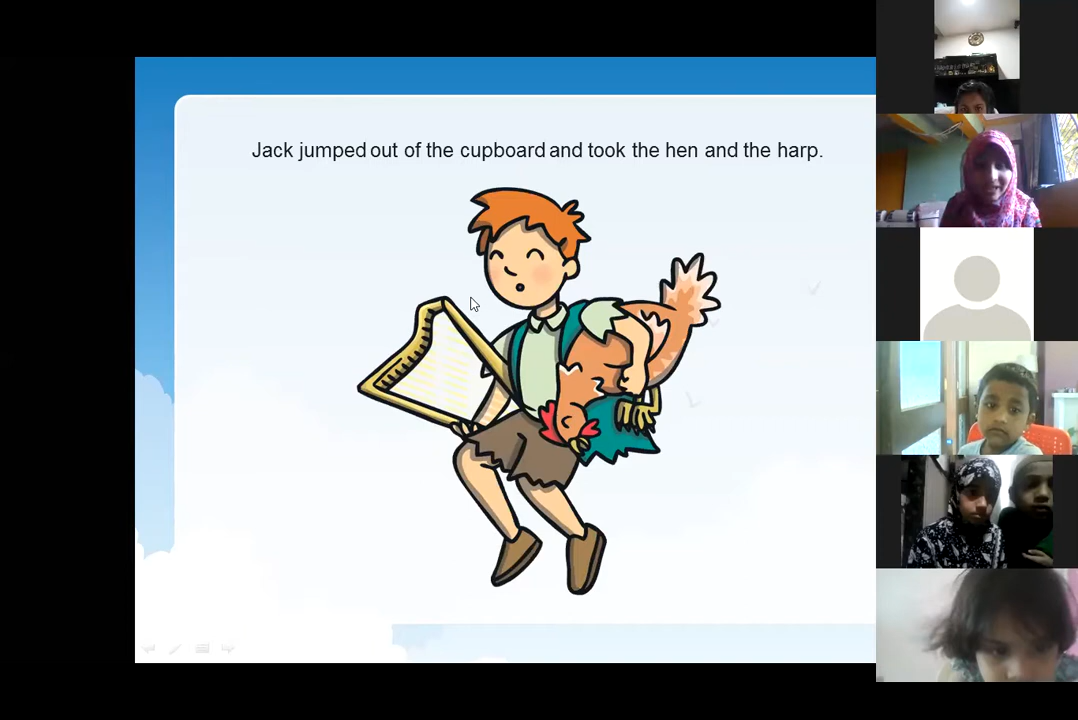 Jack jumped out of the cupboard and took the hen and the harp.